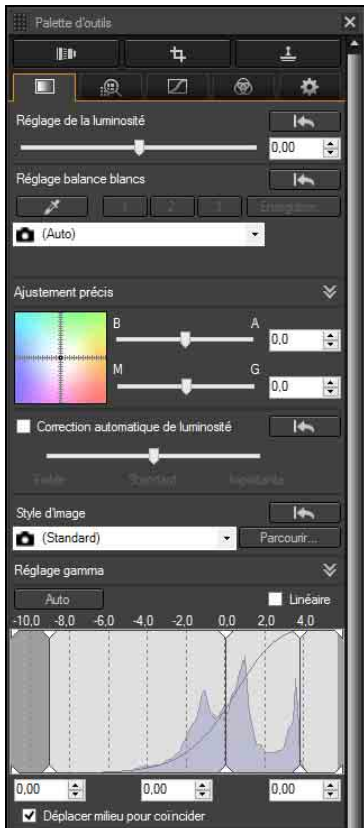 Palette d'outils
Réglage de la luminosité
0,00
Réglage balance blancs
1 2 3 Enregistrer...
(Auto)
Ajustement précis
B A 0,0
M G 0,0
Correction automatique de luminosité
Faible Standard Importante
Style d'image
(Standard) Parcourir...
Réglage gamma
Auto Linéaire
-10,0 -8,0 -6,0 -4,0 -2,0 0,0 2,0 4,0
0,00 0,00 0,00
Déplacer milieu pour coïncider